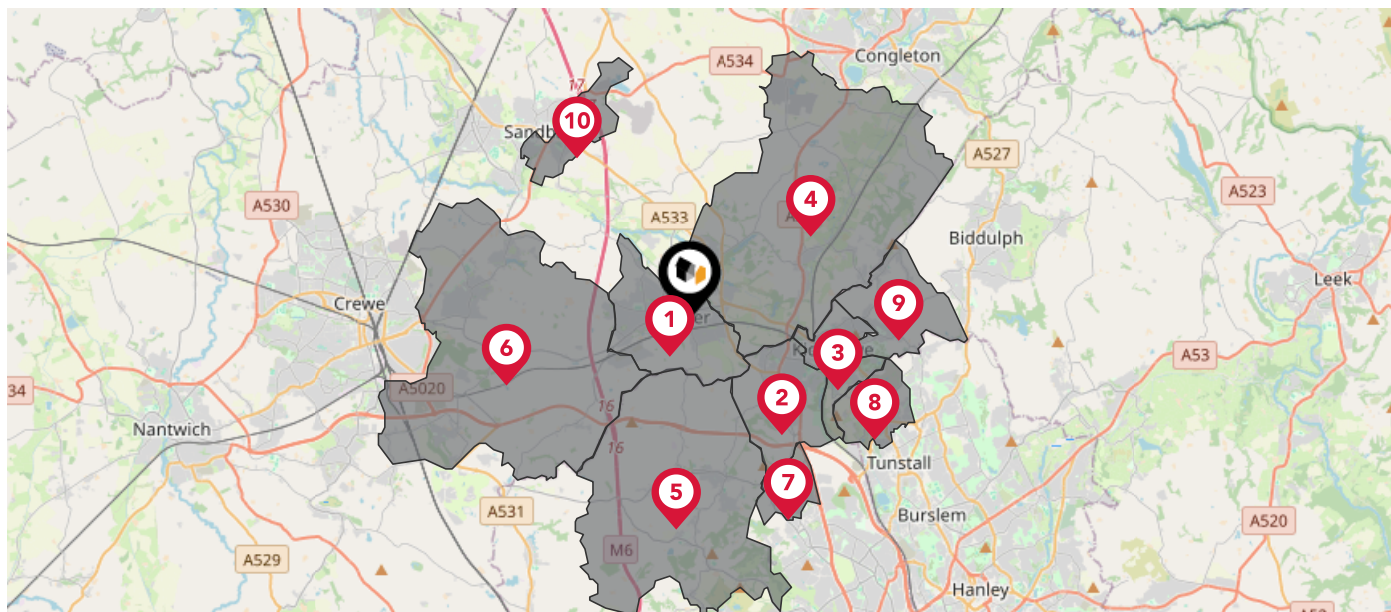 Congleton
A534
17
10
Sandb
A527
4
A523
A530
A533
Biddulph
Leek
9
Crewe
1
er
3
6
A53
34
A5020
2
8
16
Nantwich
16
Tunstall
7
5
A531
Burslem
A520
M6
A529
Hanley